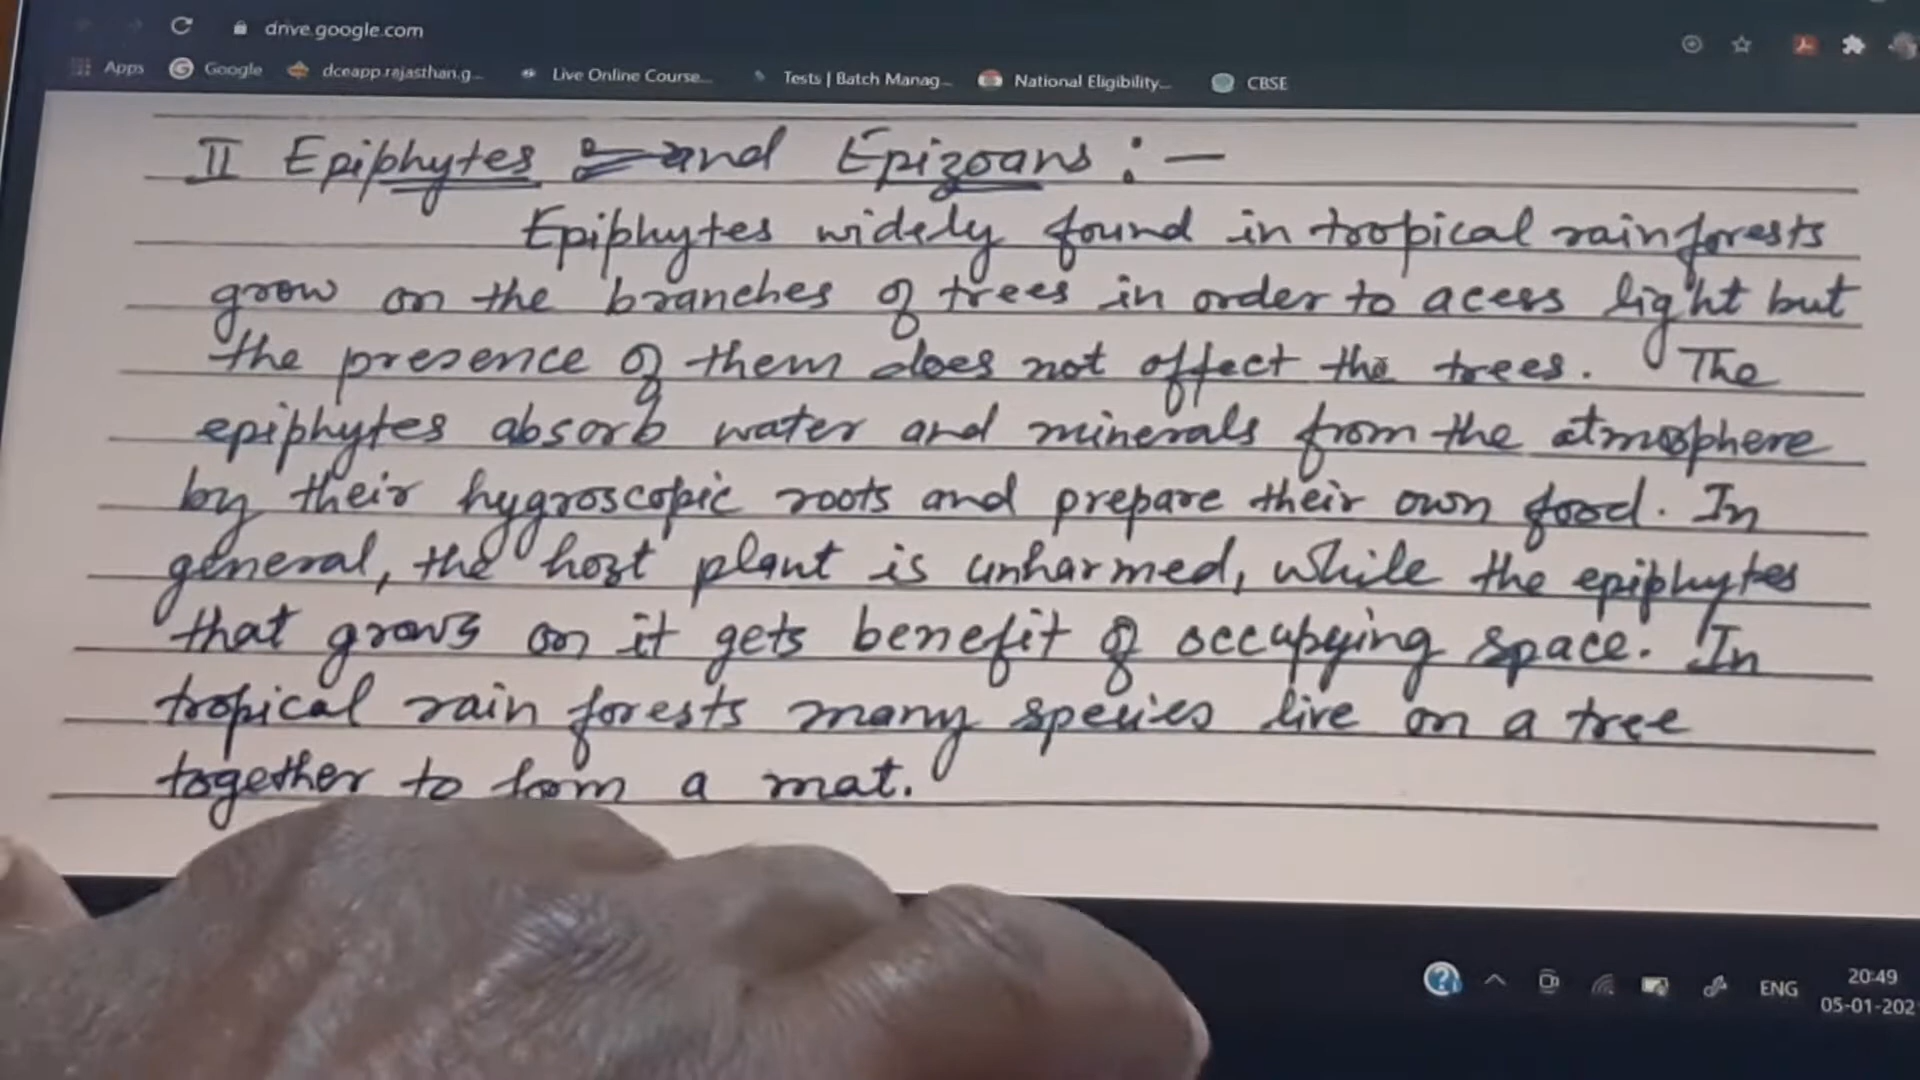 drive.google.com
Apps Google dceapp.rajasthan.g... Live Online Course... Tests | Batch Manag... National Eligibility... CBSE
II Epiphytes and Epizoans :-
Epiphytes widely found in tropical rainforests
grow on the branches of trees in order to acess light but
the presence of them does not affect the trees. The
epiphytes absorb water and minerals from the atmosphere
by their hygroscopic roots and prepare their own food. In
general, the host plant is unharmed, while the epiphytes
that grows on it gets benefit of occupying space. In
tropical rain forests many species live on a tree
together to form a mat.
ENG
20:49
05-01-202